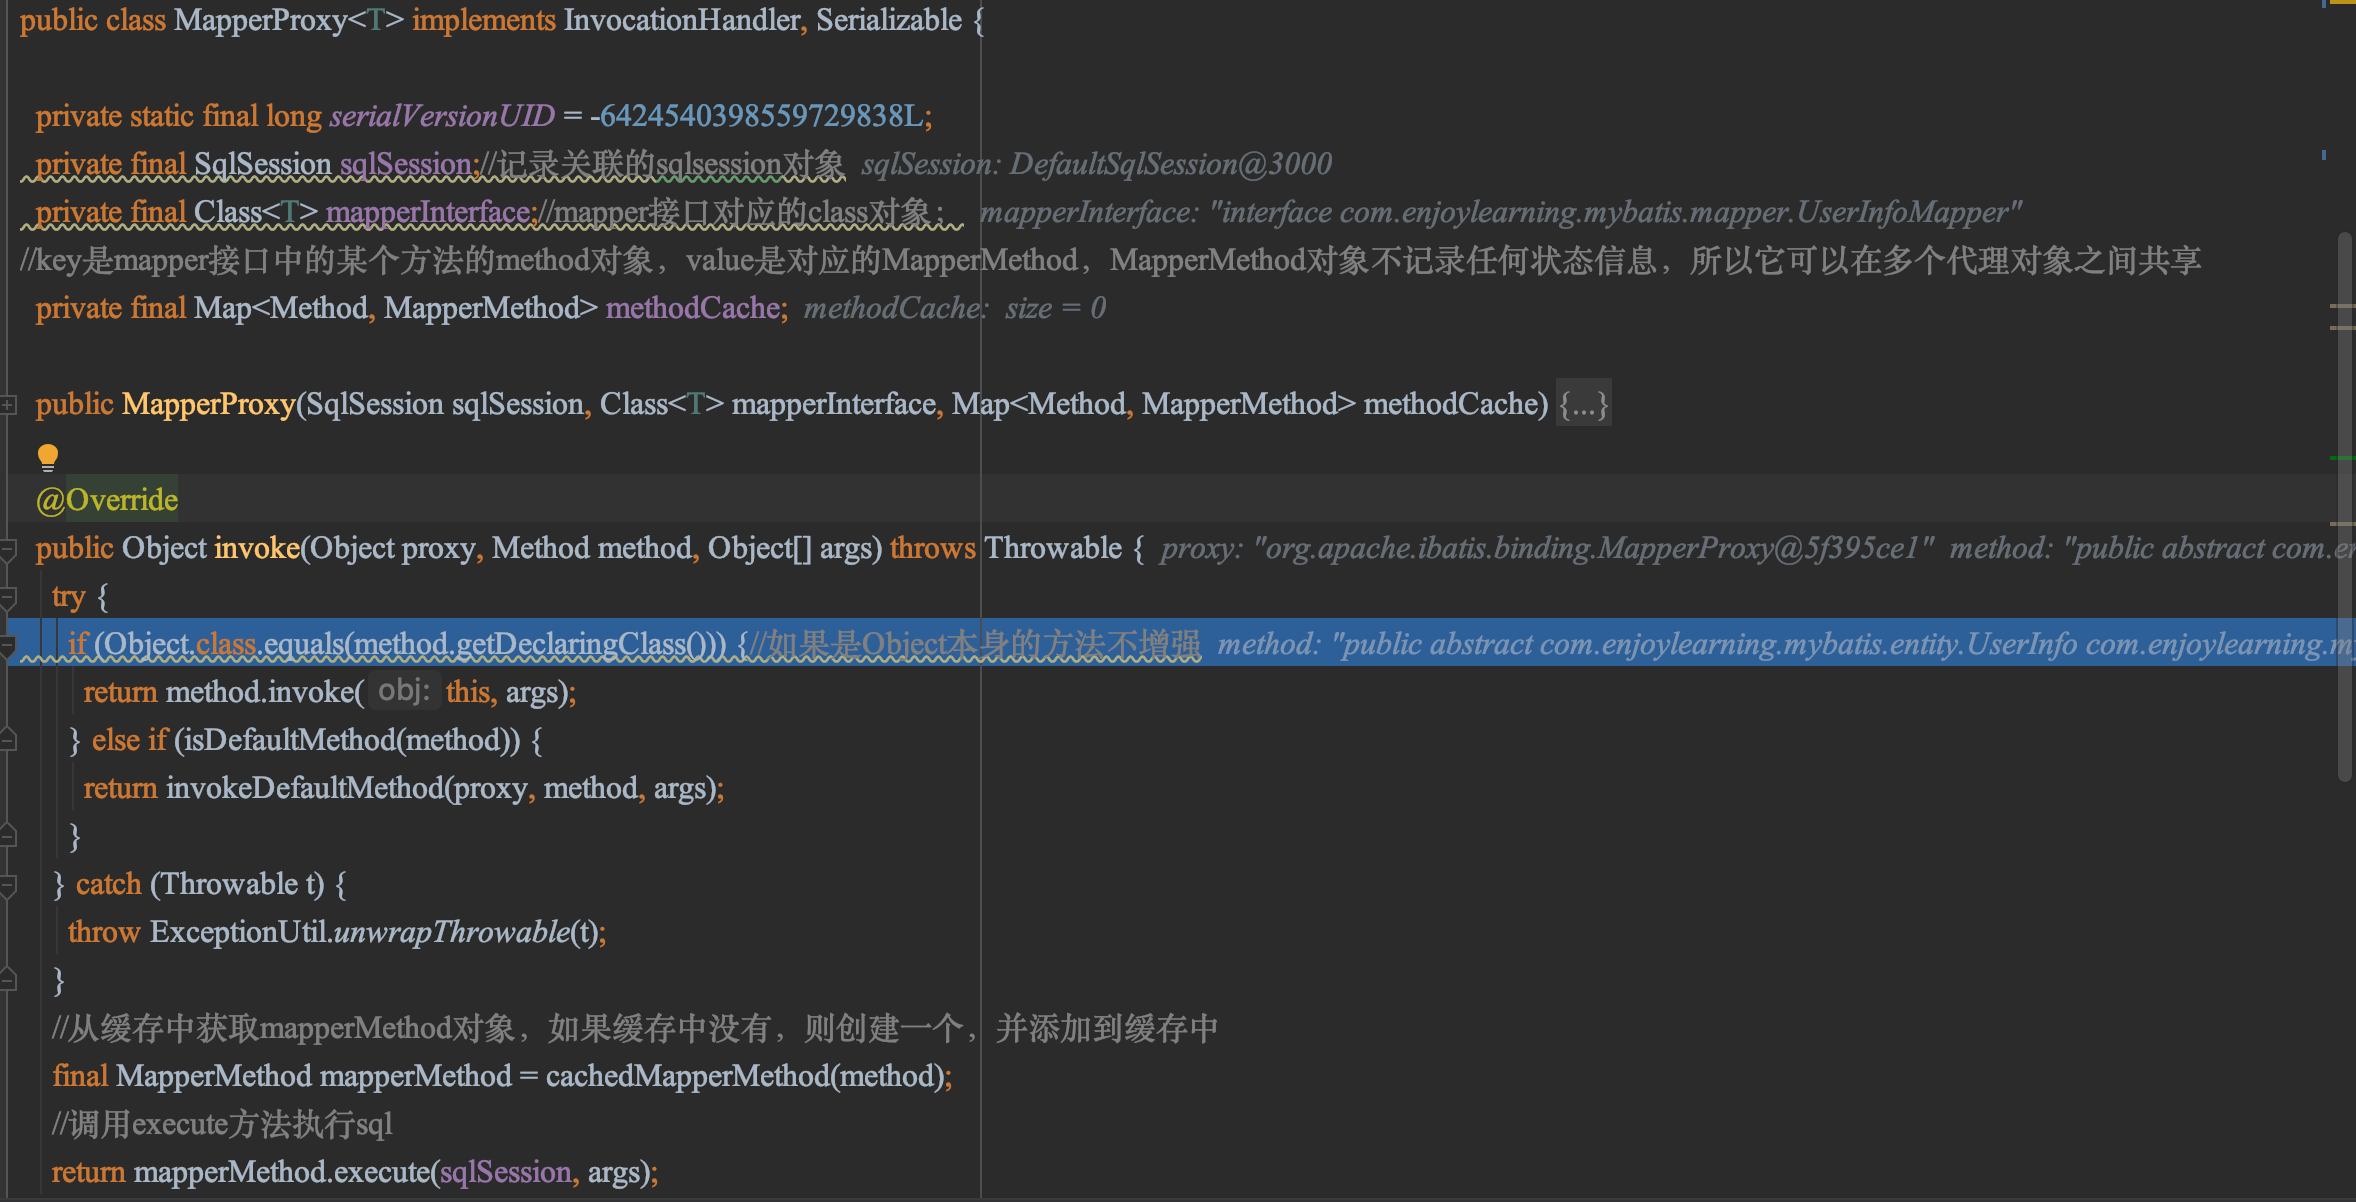 public class MapperProxy<T> implements InvocationHandler, Serializable {
private static final long serialVersionUID = -6424540398559729838L;
private final SqlSession sqlSession;//记录关联的sqlsession对象 sqlSession: DefaultSqlSession@3000
private final Class<T> mapperInterface;//mapper接口对应的class对象； mapperInterface: "interface com.enjoylearning.mybatis.mapper.UserInfoMapper"
//key是mapper接口中的某个方法的method对象，value是对应的MapperMethod，MapperMethod对象不记录任何状态信息，所以它可以在多个代理对象之间共享
private final Map<Method, MapperMethod> methodCache; methodCache: size = 0
public MapperProxy(SqlSession sqlSession, Class<T> mapperInterface, Map<Method, MapperMethod> methodCache) {...}
@Override
public Object invoke(Object proxy, Method method, Object[] args) throws Throwable { proxy: "org.apache.ibatis.binding.MapperProxy@5f395ce1" method: "public abstract com.en
try {
if (Object.class.equals(method.getDeclaringClass())) {//如果是Object本身的方法不增强 method: "public abstract com.enjoylearning.mybatis.entity.UserInfo com.enjoylearning.my
return method.invoke( obj: this, args);
} else if (isDefaultMethod(method)) {
return invokeDefaultMethod(proxy, method, args);
}
} catch (Throwable t) {
throw ExceptionUtil.unwrapThrowable(t);
}
//从缓存中获取mapperMethod对象，如果缓存中没有，则创建一个，并添加到缓存中
final MapperMethod mapperMethod = cachedMapperMethod(method);
//调用execute方法执行sql
return mapperMethod.execute(sqlSession, args);